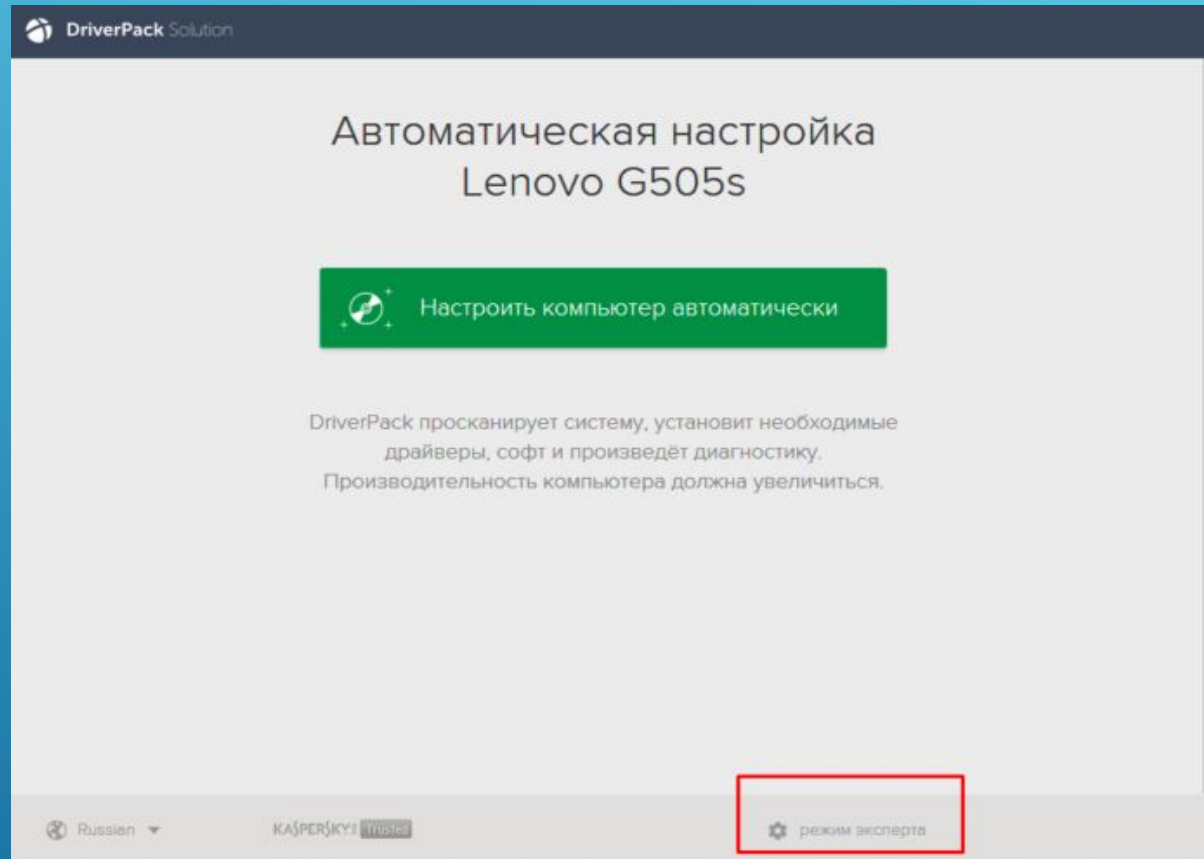 DriverPack Solution
Автоматическая настройка
Lenovo G505s
Настроить компьютер автоматически
DriverPack просканирует систему, установит необходимые
драйверы, софт и произведёт диагностику.
Производительность компьютера должна увеличиться.
Russian
KASPERSKY Trusted
режим эксперта